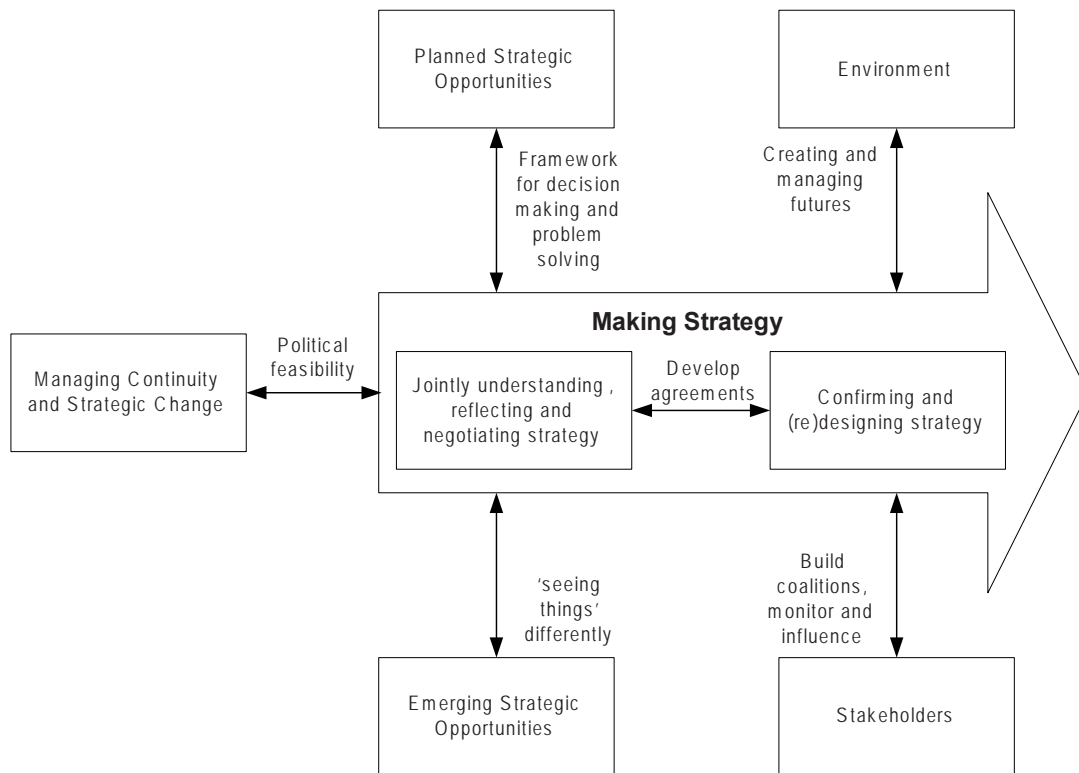 Planned Strategic
Opportunities
Environment
Framework
for decision
making and
problem
solving
Creating and
managing
futures
Making Strategy
Managing Continuity
and Strategic Change
Political
feasibility
Jointly understanding ,
reflecting and
negotiating strategy
Develop
agreements
Confirming and
(re)designing strategy
‘seeing
things’
differently
Build
coalitions,
monitor and
influence
Emerging Strategic
Opportunities
Stakeholders